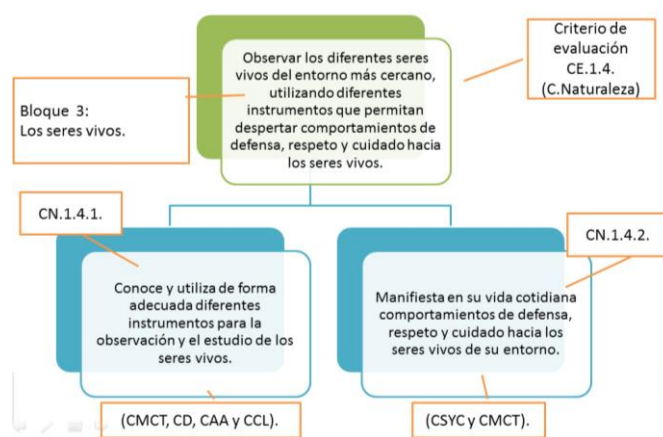 Observar los diferentes seres
vivos del entorno más cercano,
utilizando diferentes
instrumentos que permitan
despertar comportamientos de
defensa, respeto y cuidado hacia
los seres vivos.
Criterio de
evaluación
CE.1.4.
(C.Naturaleza)
Bloque 3:
Los seres vivos.
CN.1.4.1.
CN.1.4.2.
Conoce y utiliza de forma
adecuada diferentes
instrumentos para la
observación y el estudio de los
seres vivos.
Manifiesta en su vida cotidiana
comportamientos de defensa,
respeto y cuidado hacia los
seres vivos de su entorno.
(CMCT, CD, CAA y CCL).
(CSYC y CMCT).